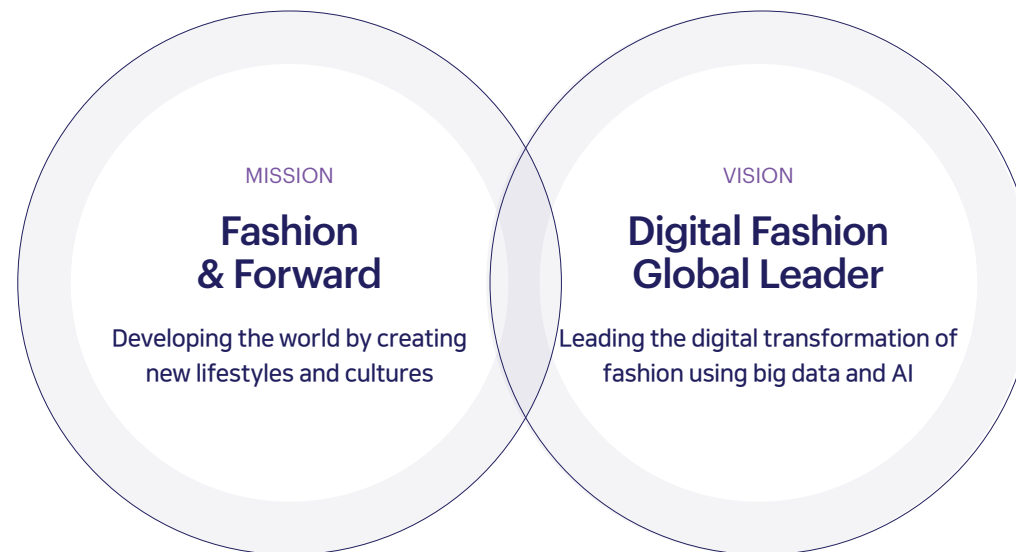 MISSION
Fashion
& Forward
Developing the world by creating
new lifestyles and cultures
VISION
Digital Fashion
Global Leader
Leading the digital transformation of
fashion using big data and AI